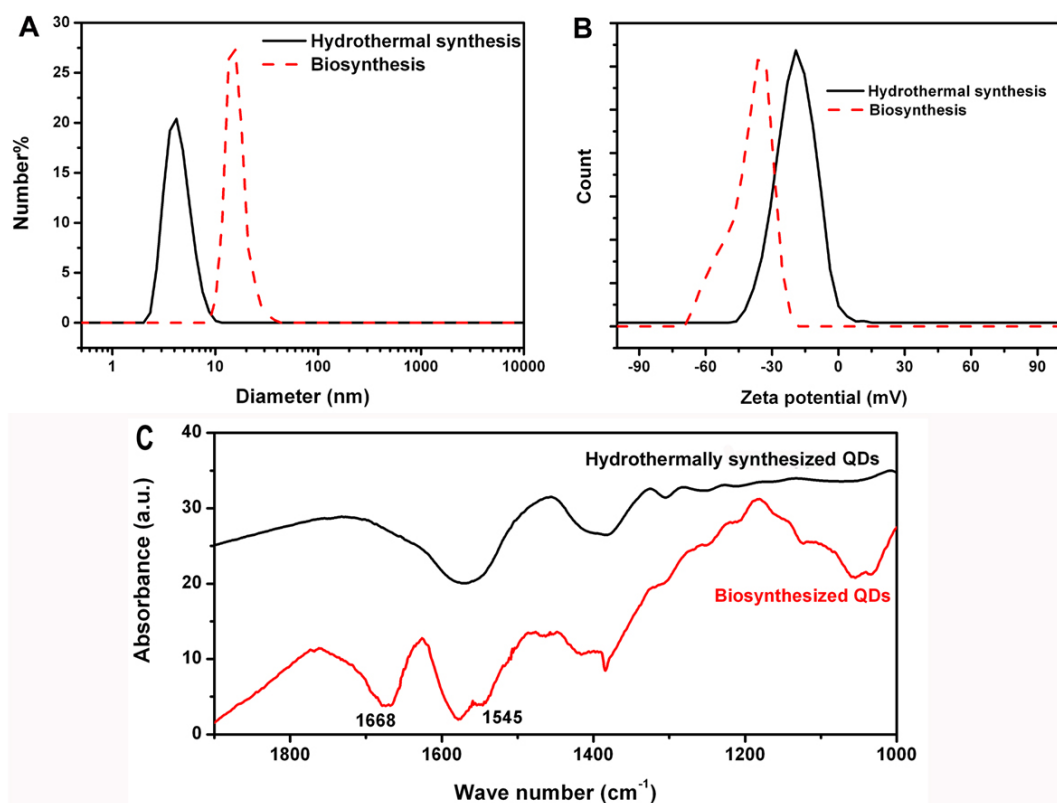 A
30
25
20
15
10
5
0
Number%
Hydrothermal synthesis
Biosynthesis
1 10 100 1000 10000
Diameter (nm)
B
Count
Hydrothermal synthesis
Biosynthesis
-90 -60 -30 0 30 60 90
Zeta potential (mV)
C
40
30
20
10
0
Absorbance (a.u.)
Hydrothermally synthesized QDs
Biosynthesized QDs
1668
1545
1800 1600 1400 1200 1000
Wave number (cm⁻¹)